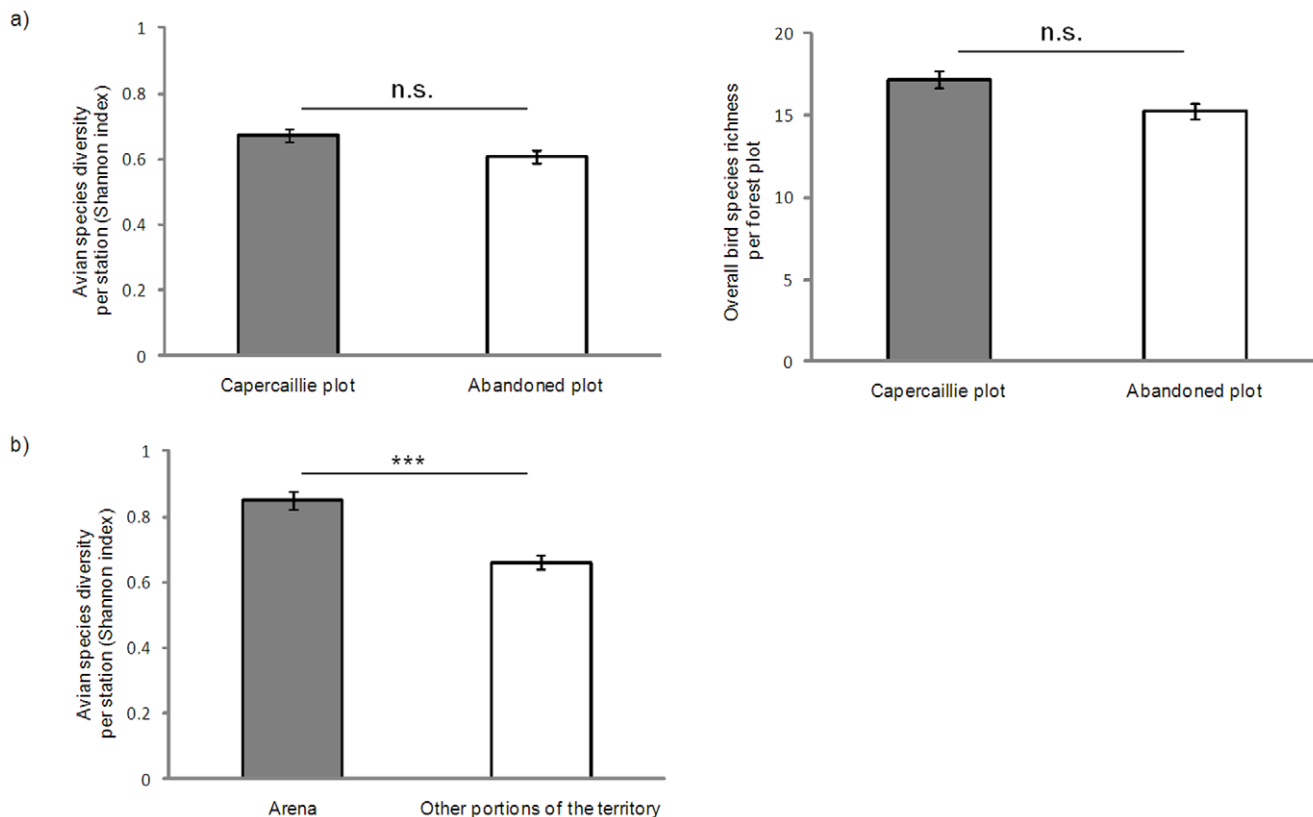 a)
1
0.8
0.6
0.4
0.2
0
Avian species diversity
per station (Shannon index)
n.s.
Capercaillie plot
Abandoned plot
20
15
10
5
0
Overall bird species richness
per forest plot
n.s.
Capercaillie plot
Abandoned plot
b)
1
0.8
0.6
0.4
0.2
0
Avian species diversity
per station (Shannon index)
***
Arena
Other portions of the territory